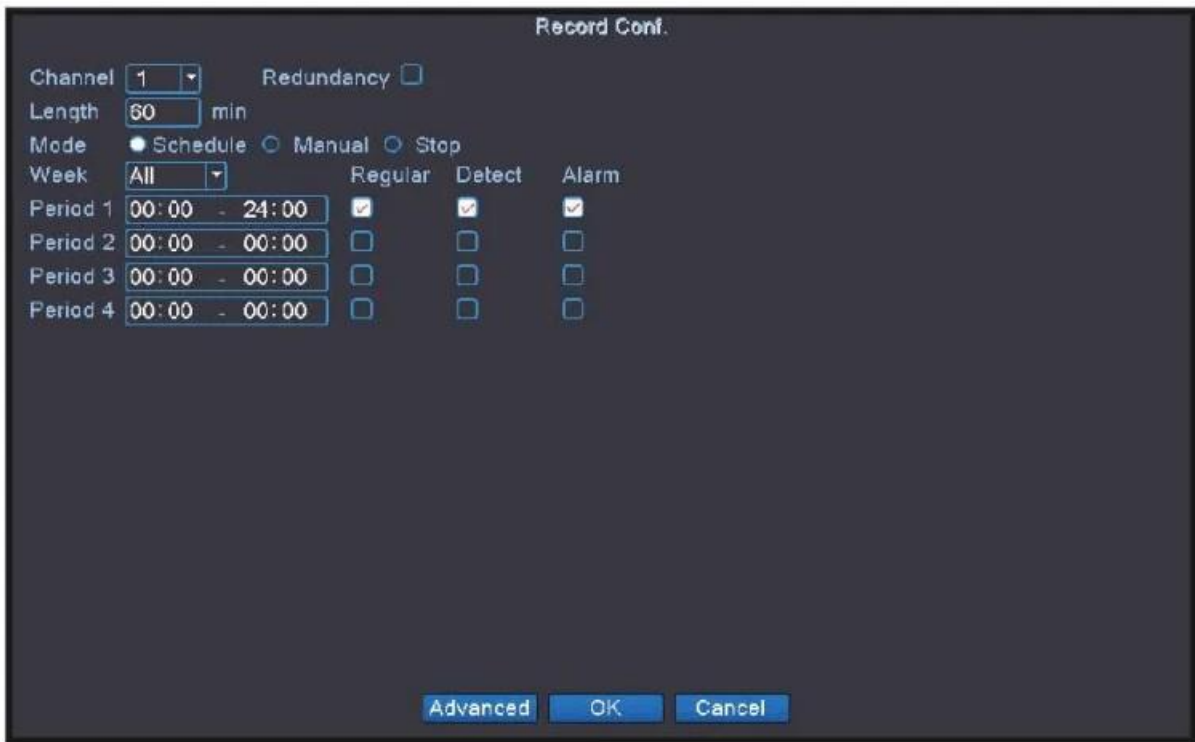 Record Conf.
Channel 1 Redundancy
Length 60 min
Mode Schedule Manual Stop
Week All Regular Detect Alarm
Period 1 00:00 - 24:00
Period 2 00:00 - 00:00
Period 3 00:00 - 00:00
Period 4 00:00 - 00:00
Advanced OK Cancel